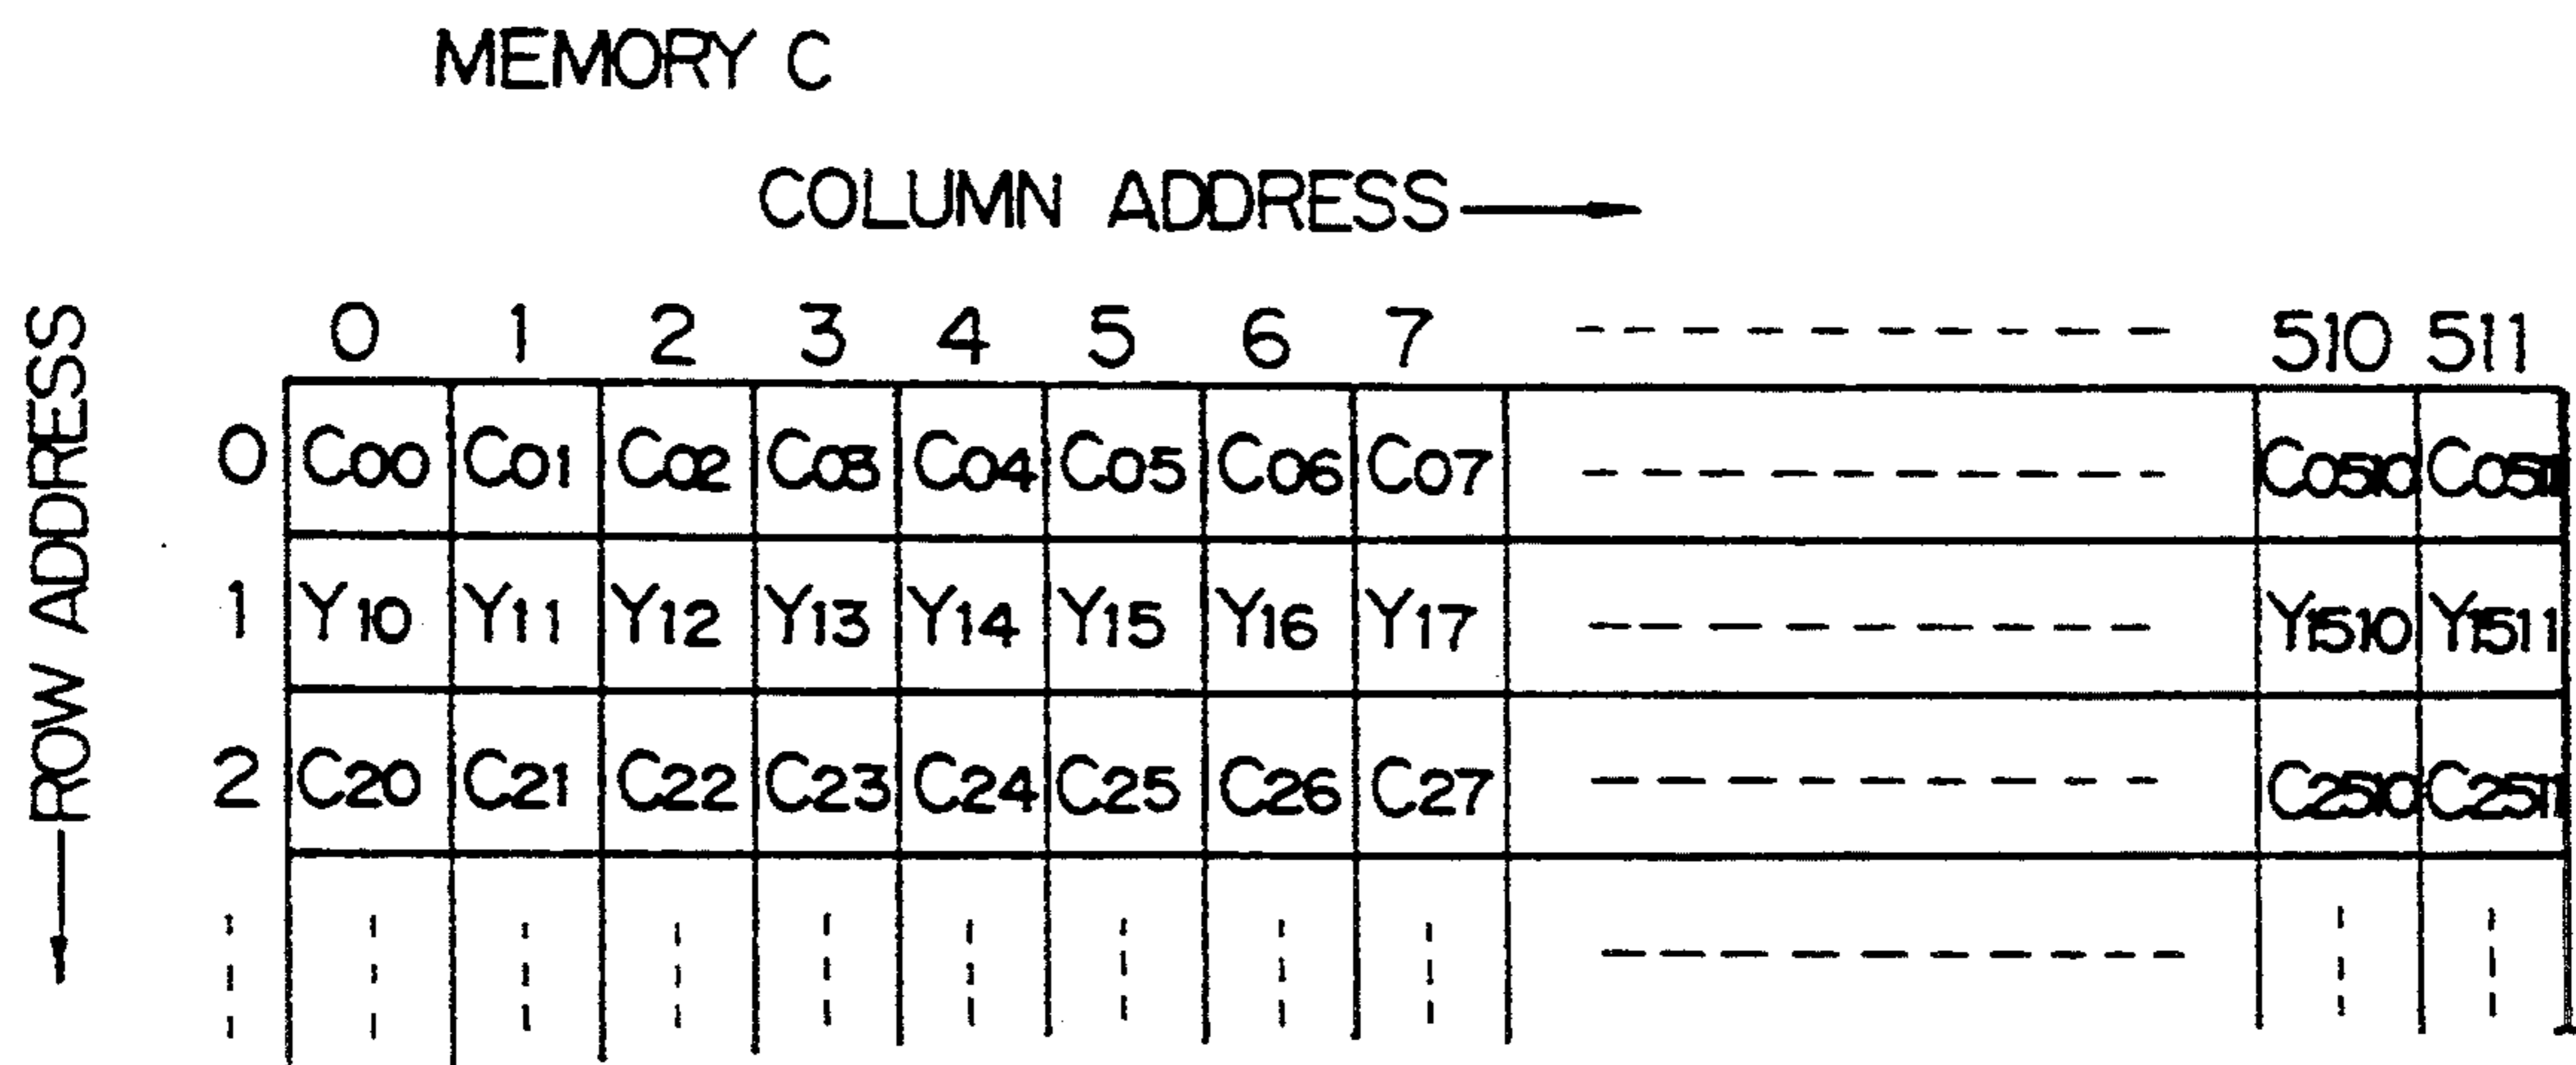 MEMORY C
COLUMN ADDRESS
ROW ADDRESS
0 1 2 3 4 5 6 7 510 511
0 C00 C01 C02 C03 C04 C05 C06 C07 C0510 C0511
1 Y10 Y11 Y12 Y13 Y14 Y15 Y16 Y17 Y1510 Y1511
2 C20 C21 C22 C23 C24 C25 C26 C27 C2510 C2511